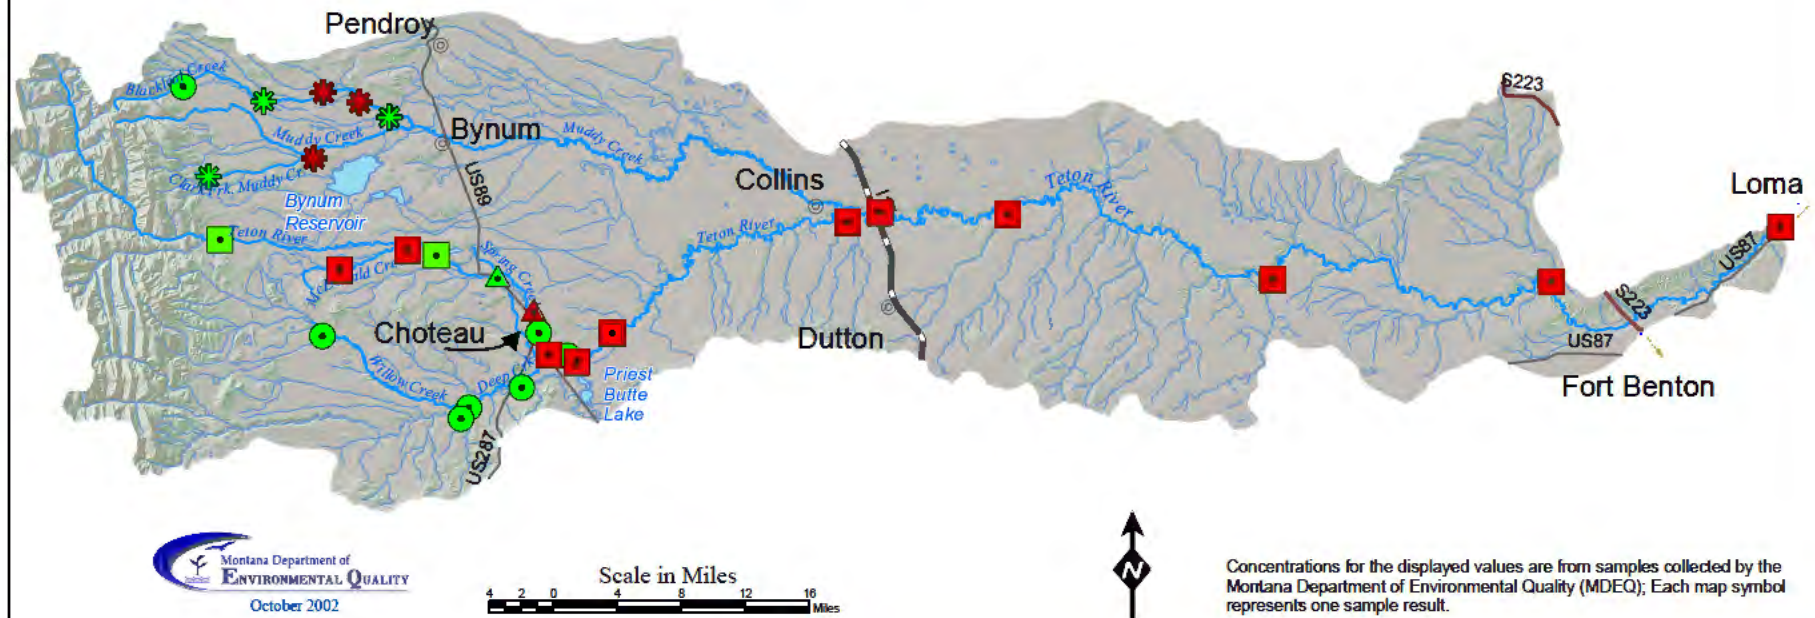 Pendroy
S223
Blackleaf Creek
Muddy Creek
Bynum
Muddy Creek
Collins
Teton River
Loma
Clark Frk. Muddy Cr.
US89
Bynum
Reservoir
Teton River
Teton River
Spring Creek
US87
S223
Choteau
Dutton
US87
Willow Creek
Deep
Priest
Butte
Lake
Fort Benton
US287
Montana Department of
ENVIRONMENTAL QUALITY
October 2002
Scale in Miles
4 2 0 4 8 12 16
Miles
N
Concentrations for the displayed values are from samples collected by the
Montana Department of Environmental Quality (MDEQ); Each map symbol
represents one sample result.